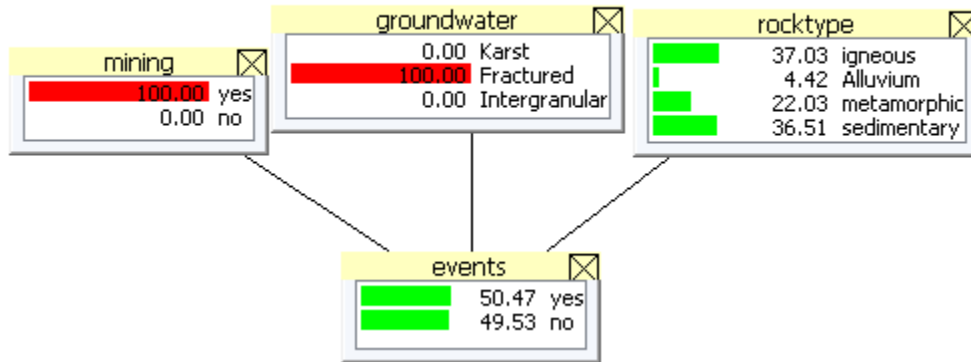 mining
100.00 yes
0.00 no
groundwater
0.00 Karst
100.00 Fractured
0.00 Intergranular
rocktype
37.03 igneous
4.42 Alluvium
22.03 metamorphic
36.51 sedimentary
events
50.47 yes
49.53 no